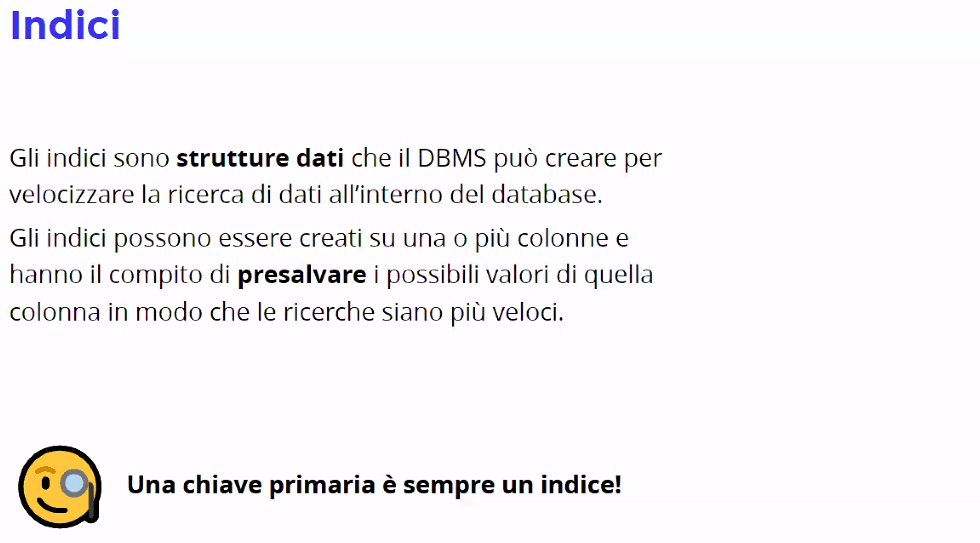 Indici
Gli indici sono strutture dati che il DBMS può creare per
velocizzare la ricerca di dati all’interno del database.
Gli indici possono essere creati su una o più colonne e
hanno il compito di presalvare i possibili valori di quella
colonna in modo che le ricerche siano più veloci.
Una chiave primaria è sempre un indice!